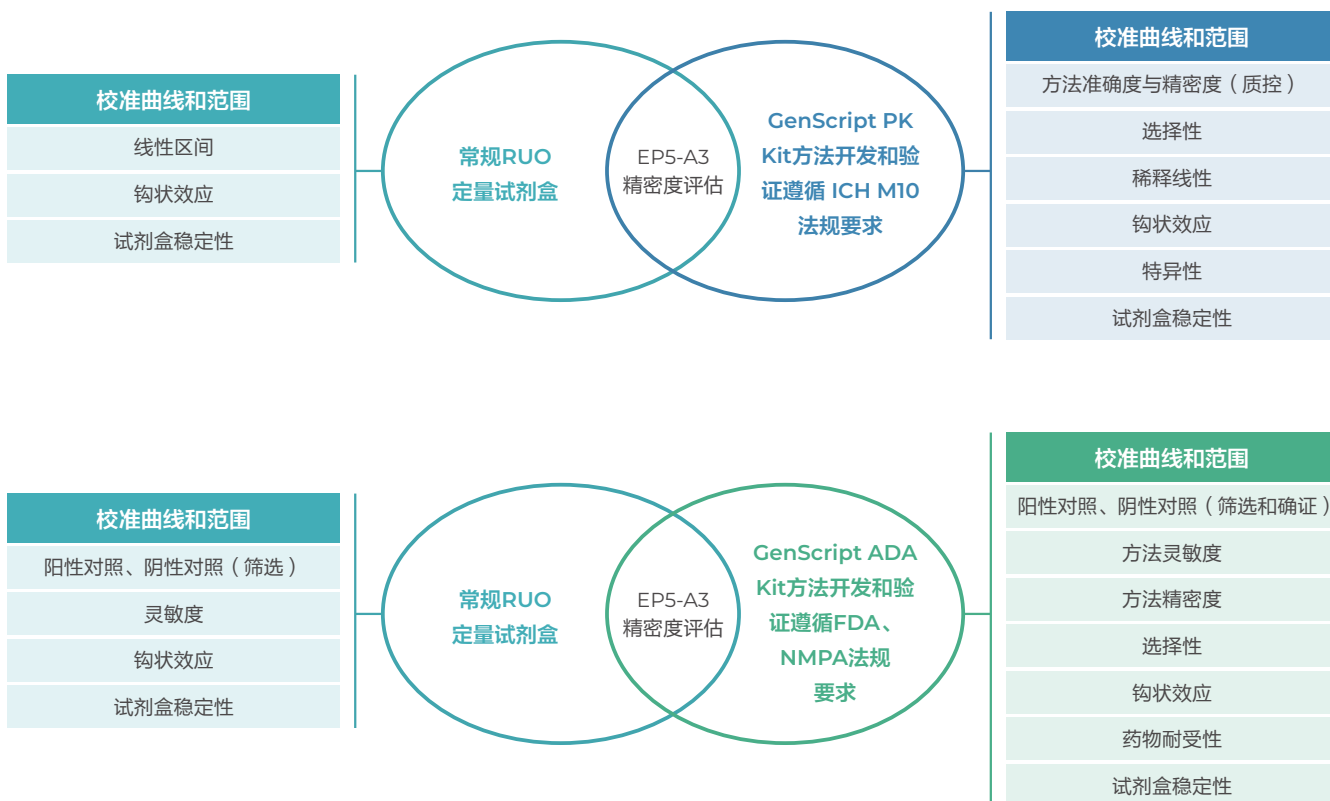 校准曲线和范围
线性区间
钩状效应
试剂盒稳定性
常规RUO
定量试剂盒
EP5-A3
精密度评估
GenScript PK
Kit方法开发和验
证遵循 ICH M10
法规要求
校准曲线和范围
方法准确度与精密度（质控）
选择性
稀释线性
钩状效应
特异性
试剂盒稳定性
校准曲线和范围
阳性对照、阴性对照（筛选）
灵敏度
钩状效应
试剂盒稳定性
常规RUO
定量试剂盒
EP5-A3
精密度评估
GenScript ADA
Kit方法开发和验
证遵循FDA、
NMPA法规
要求
校准曲线和范围
阳性对照、阴性对照（筛选和确证）
方法灵敏度
方法精密度
选择性
钩状效应
药物耐受性
试剂盒稳定性